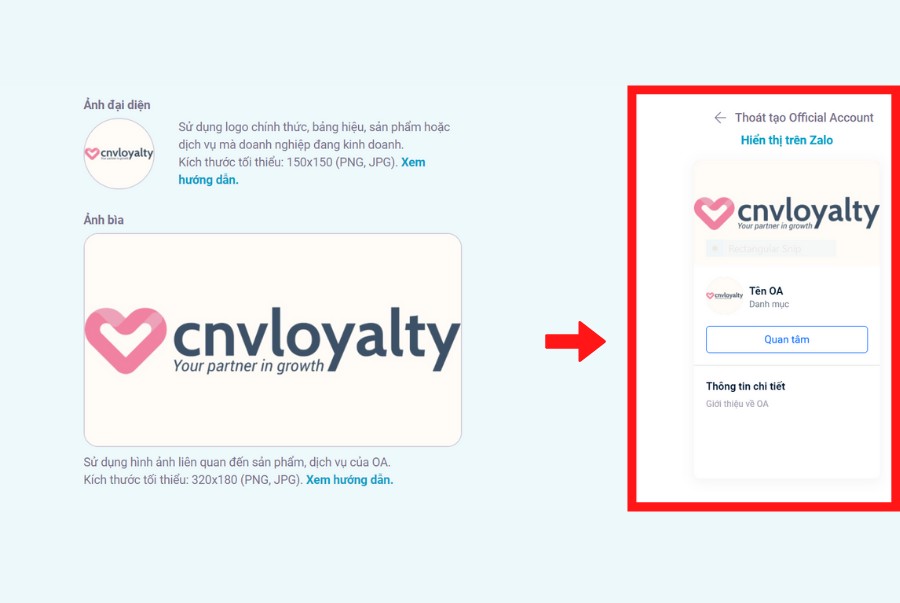 Ảnh đại diện
cnvloyalty
Sử dụng logo chính thức, bảng hiệu, sản phẩm hoặc
dịch vụ mà doanh nghiệp đang kinh doanh.
Kích thước tối thiểu: 150x150 (PNG, JPG). Xem
hướng dẫn.
Ảnh bìa
cnvloyalty
Your partner in growth
Sử dụng hình ảnh liên quan đến sản phẩm, dịch vụ của OA.
Kích thước tối thiểu: 320x180 (PNG, JPG). Xem hướng dẫn.
Thoát tạo Official Account
Hiển thị trên Zalo
cnvloyalty
Your partner in growth
Rectangular Snip
cnvloyalty
Tên OA
Danh mục
Quan tâm
Thông tin chi tiết
Giới thiệu về OA